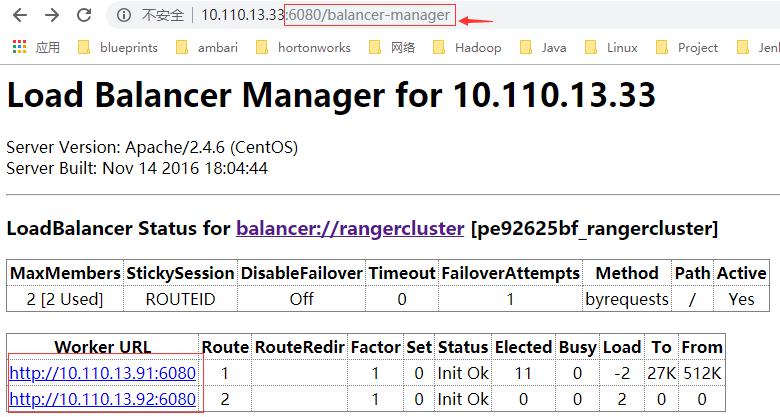 不安全 | 10.110.13.33:6080/balancer-manager
应用 blueprints ambari hortonworks 网络 Hadoop Java Linux Project Jen
Load Balancer Manager for 10.110.13.33
Server Version: Apache/2.4.6 (CentOS)
Server Built: Nov 14 2016 18:04:44
LoadBalancer Status for balancer://rangercluster [pe92625bf_rangercluster]
MaxMembers StickySession DisableFailover Timeout FailoverAttempts Method Path Active
2 [2 Used] ROUTEID Off 0 1 byrequests / Yes
Worker URL Route RouteRedir Factor Set Status Elected Busy Load To From
http://10.110.13.91:6080 1 1 0 Init Ok 11 0 -2 27K 512K
http://10.110.13.92:6080 2 1 0 Init Ok 0 0 2 0 0